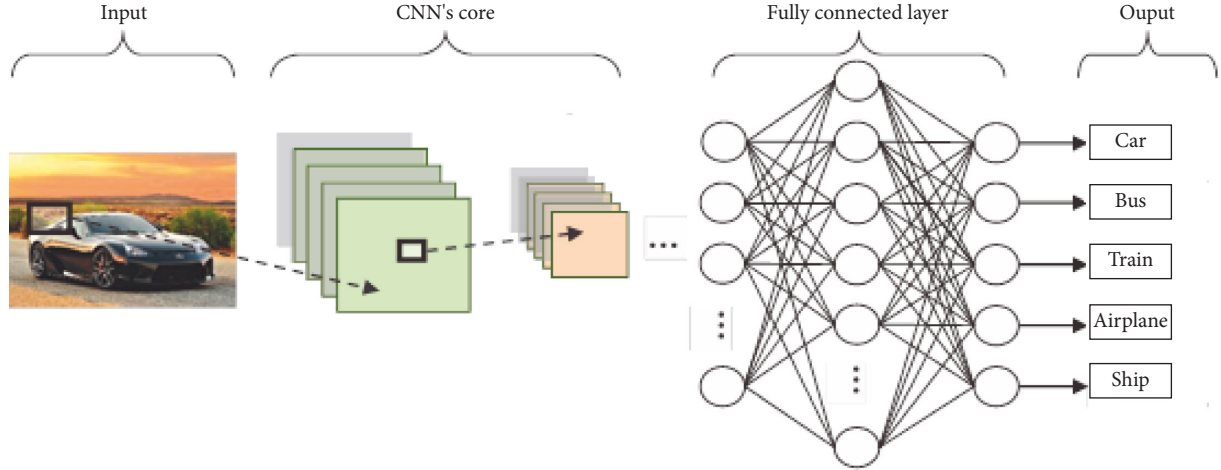 Input
CNN's core
Fully connected layer
Ouput
Car
Bus
Train
Airplane
Ship